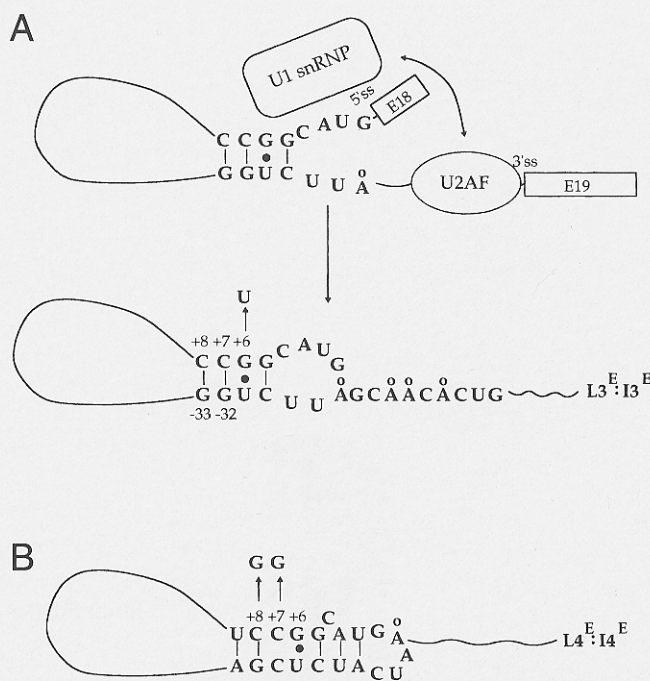 A
U1 snRNP
5'ss
E18
C C G G C A U G
G G U C U U A
o
U2AF
3'ss
E19
U
+8 +7 +6
C C G G C A U G
o o o o
G G U C U U A G C A A C A C U G
L3E:I3E
-33 -32
B
G G
+8 +7 +6
U C C G G C A U G A
o
A G C U C U A C U A
L4E:I4E